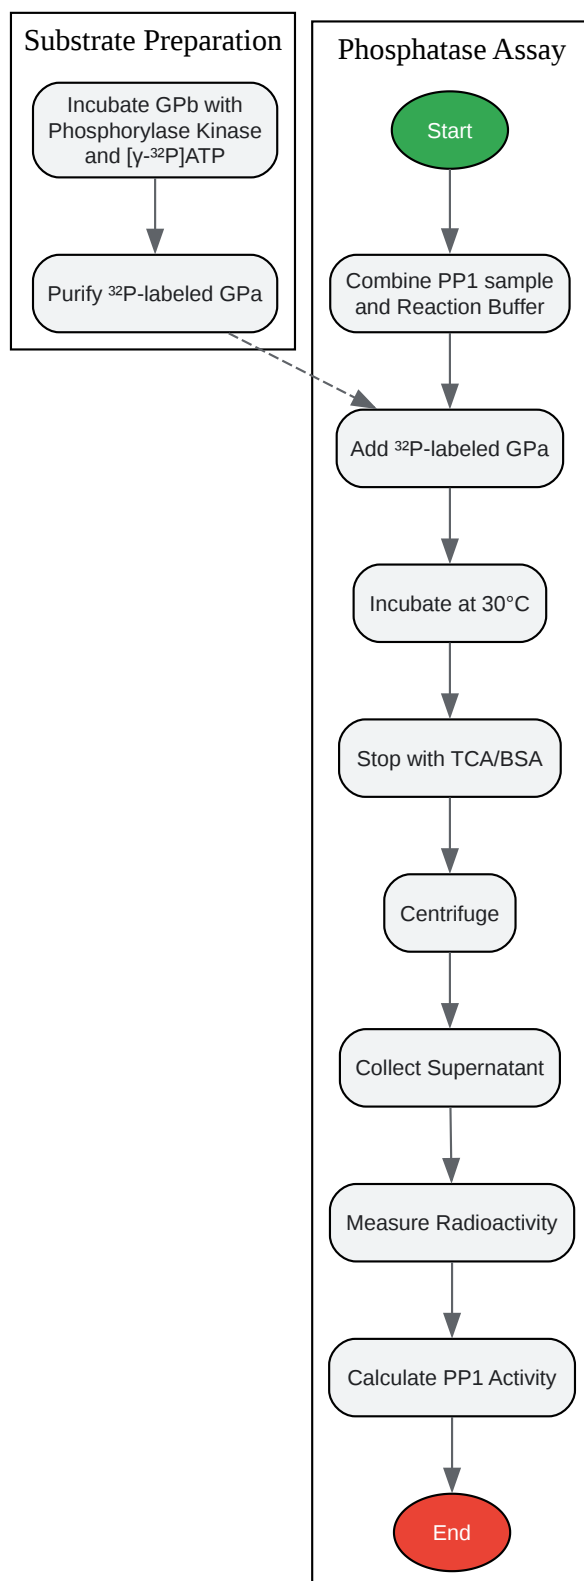 Substrate Preparation
Incubate GPb with
Phosphorylase Kinase
and [γ-³²P]ATP
Purify ³²P-labeled GPa
Phosphatase Assay
Start
Combine PP1 sample
and Reaction Buffer
Add ³²P-labeled GPa
Incubate at 30°C
Stop with TCA/BSA
Centrifuge
Collect Supernatant
Measure Radioactivity
Calculate PP1 Activity
End